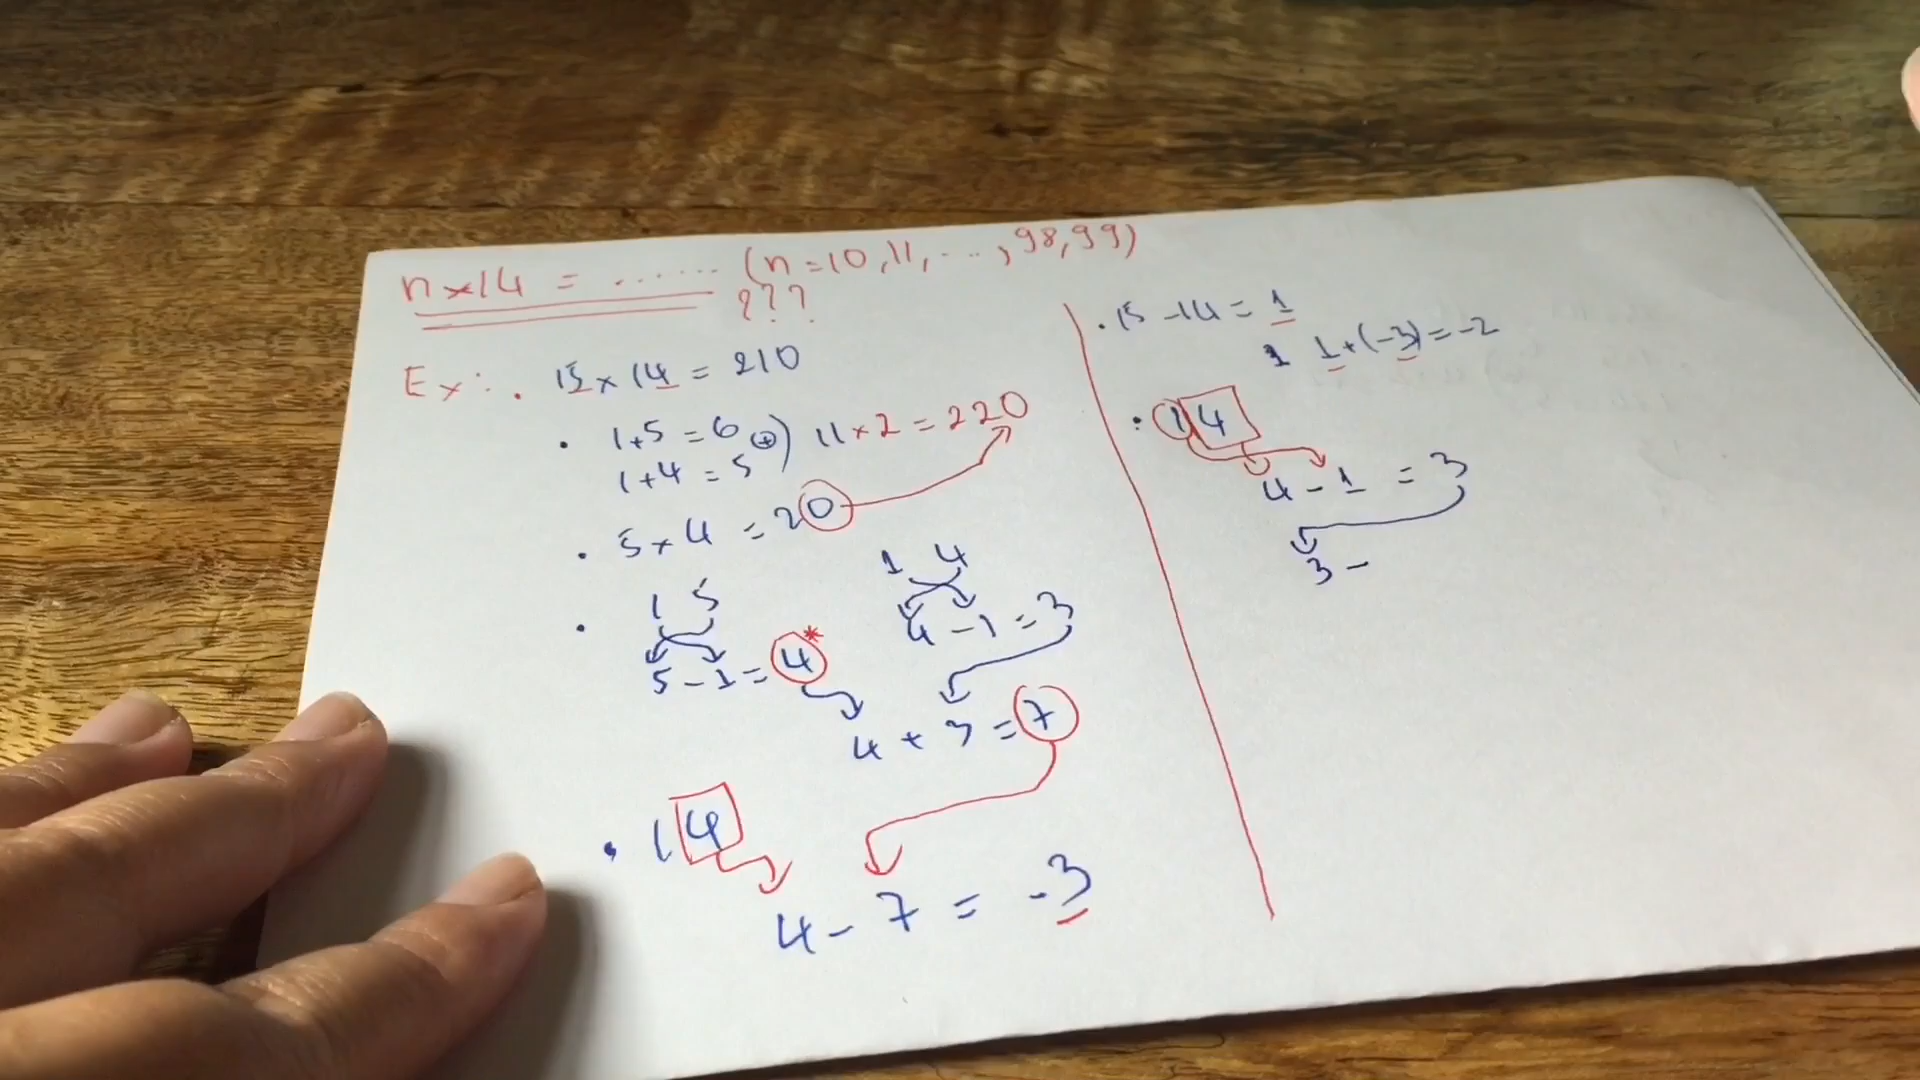 n×14 = ...... (n=10,11,...,98,99)
???
Ex: . 15 × 14 = 210
. 1+5 = 6 (+)) 11×2 = 220
1+4 = 5
. 5 × 4 = 20
. 1 5
5 - 1 = 4*
1 4
4 - 1 = 3
4 + 3 = 7
. 14
4 - 7 = -3
. 15 - 14 = 1
1 1+(-3) = -2
: 14
4 - 1 = 3
3 -